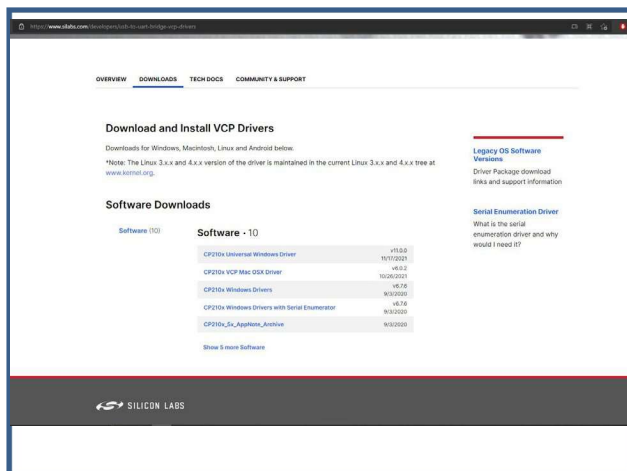 https://www.silabs.com/developers/usb-to-uart-bridge-vcp-drivers
OVERVIEW DOWNLOADS TECH DOCS COMMUNITY & SUPPORT
Download and Install VCP Drivers
Downloads for Windows, Macintosh, Linux and Android below.
*Note: The Linux 3.x.x and 4.x.x version of the driver is maintained in the current Linux 3.x.x and 4.x.x tree at
www.kernel.org.
Software Downloads
Software (10)
Software • 10
CP210x Universal Windows Driver v11.0.0
11/17/2021
CP210x VCP Mac OSX Driver v6.0.2
10/26/2021
CP210x Windows Drivers v6.7.6
9/3/2020
CP210x Windows Drivers with Serial Enumerator v6.7.6
9/3/2020
CP210x_5x_AppNote_Archive 9/3/2020
Show 5 more Software
Legacy OS Software
Versions
Driver Package download
links and support information
Serial Enumeration Driver
What is the serial
enumeration driver and why
would I need it?
SILICON LABS